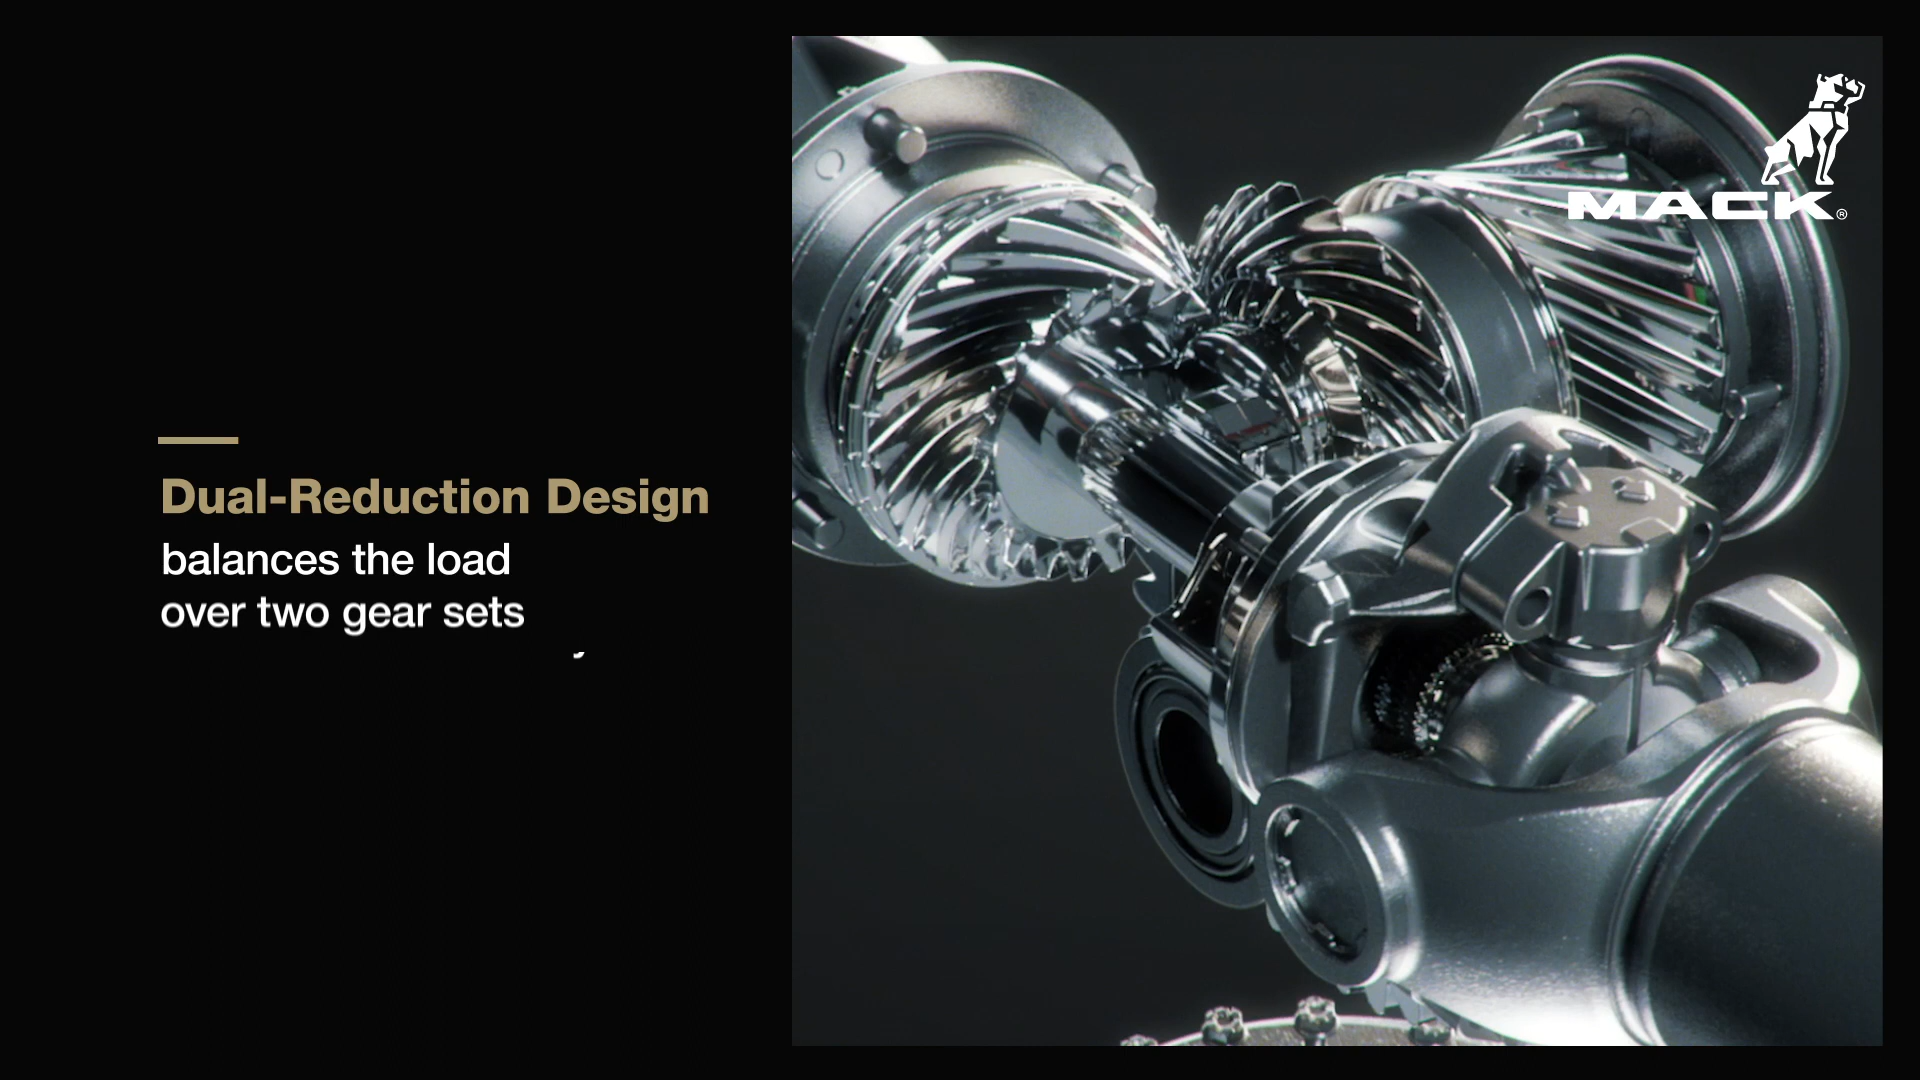 MACK®
Dual-Reduction Design
balances the load
over two gear sets